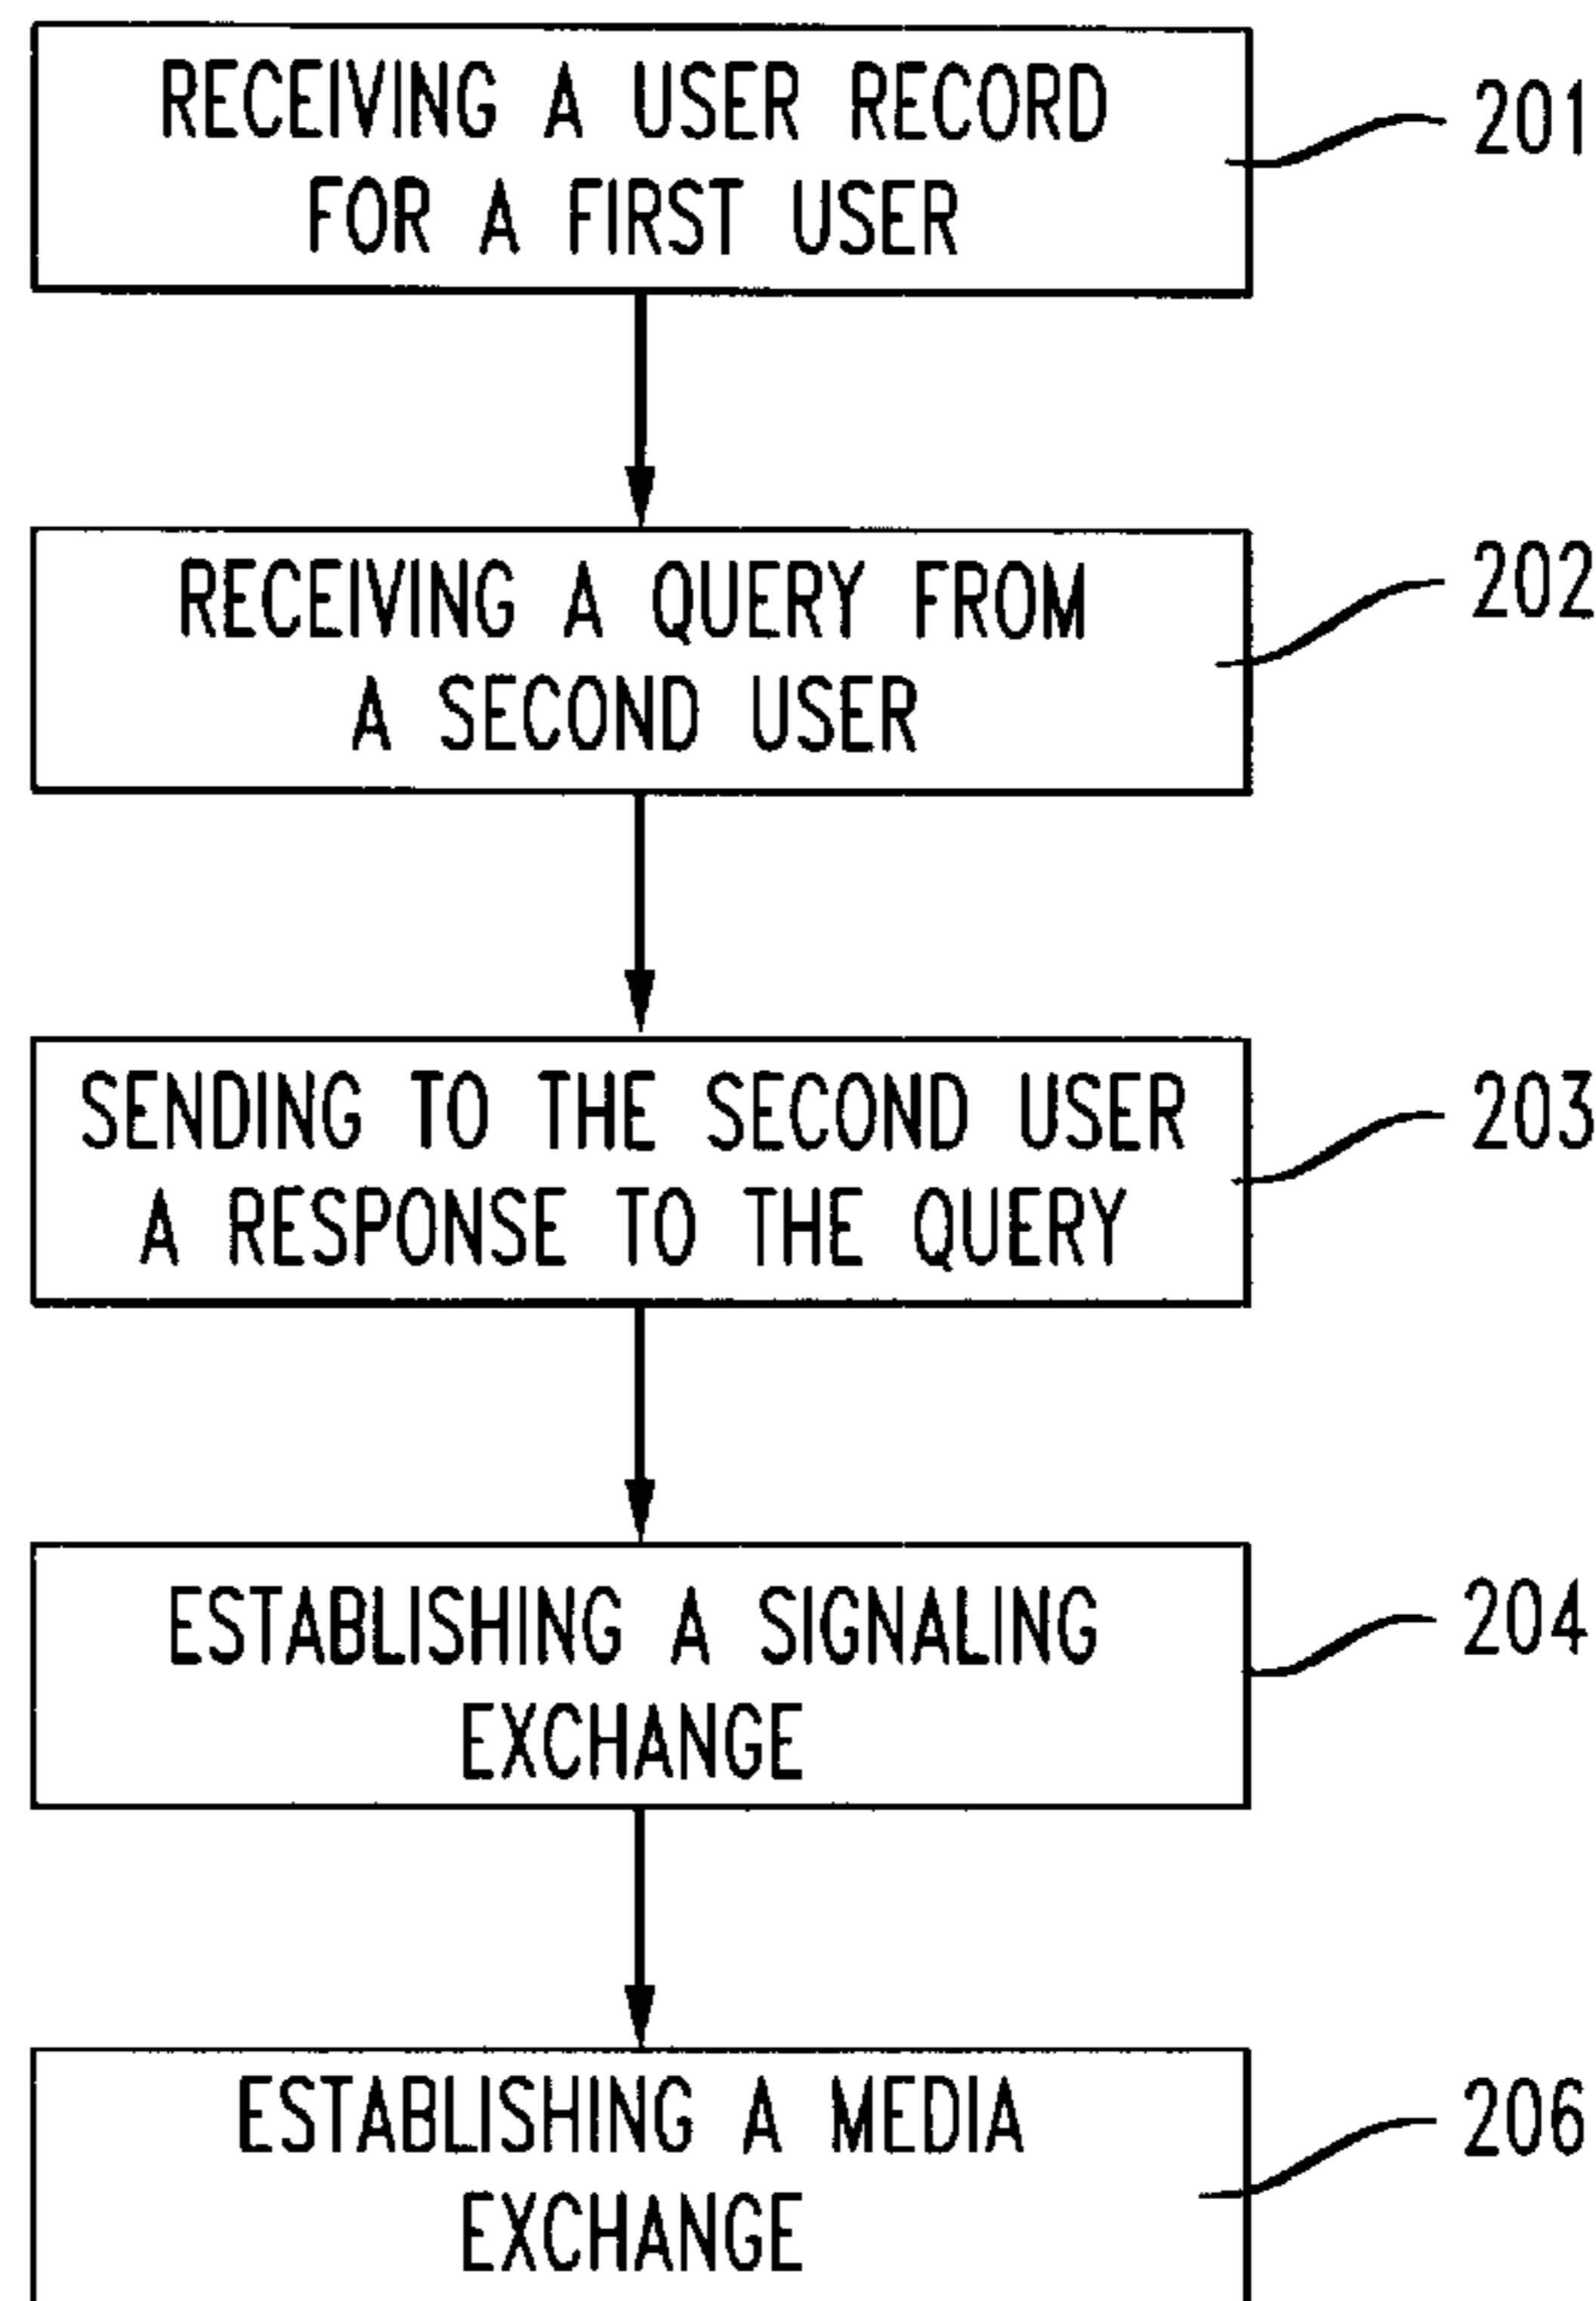 RECEIVING A USER RECORD
FOR A FIRST USER
201
RECEIVING A QUERY FROM
A SECOND USER
202
SENDING TO THE SECOND USER
A RESPONSE TO THE QUERY
203
ESTABLISHING A SIGNALING
EXCHANGE
204
ESTABLISHING A MEDIA
EXCHANGE
206